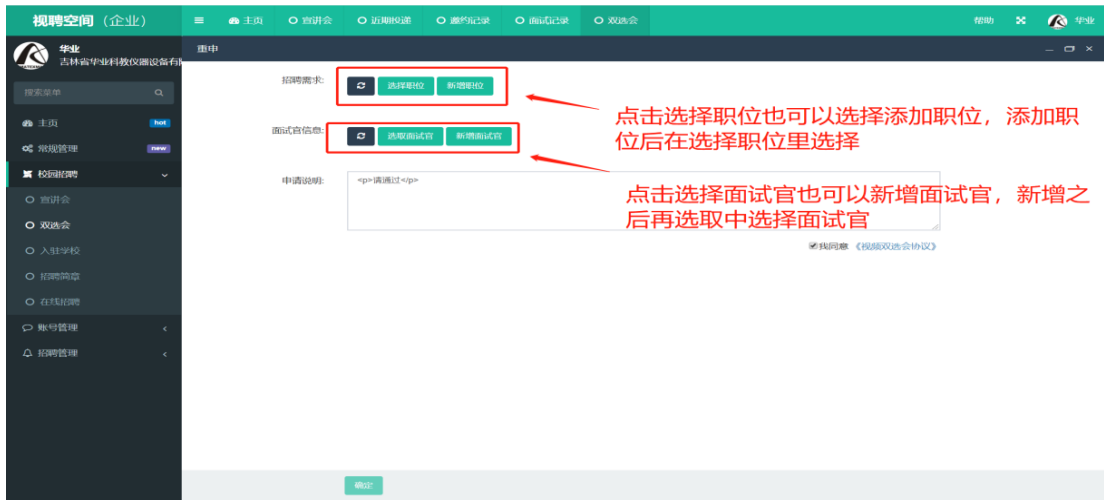 视聘空间（企业） 主页 宣讲会 近期投递 邀约记录 面试记录 双选会 帮助 华业
华业
吉林省华业科教仪器设备有限
重申
搜索菜单
主页 hot
常规管理 new
校园招聘
宣讲会
双选会
入驻学校
招聘简章
在线招聘
账号管理
招聘管理
招聘需求: 选择职位 新增职位
点击选择职位也可以选择添加职位，添加职
位后在选择职位里选择
面试官信息: 选取面试官 新增面试官
申请说明: <p>请通过</p>
点击选择面试官也可以新增面试官，新增之
后再选取中选择面试官
我同意 《视频双选会协议》
确定